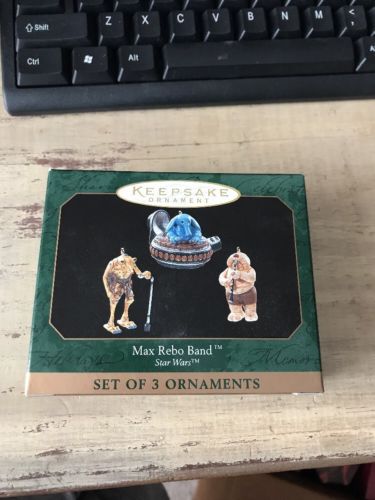 Shift
Z X C V B N M
Ctrl
Alt
KEEPSAKE
ORNAMENT
Max Rebo Band™
Star Wars™
SET OF 3 ORNAMENTS